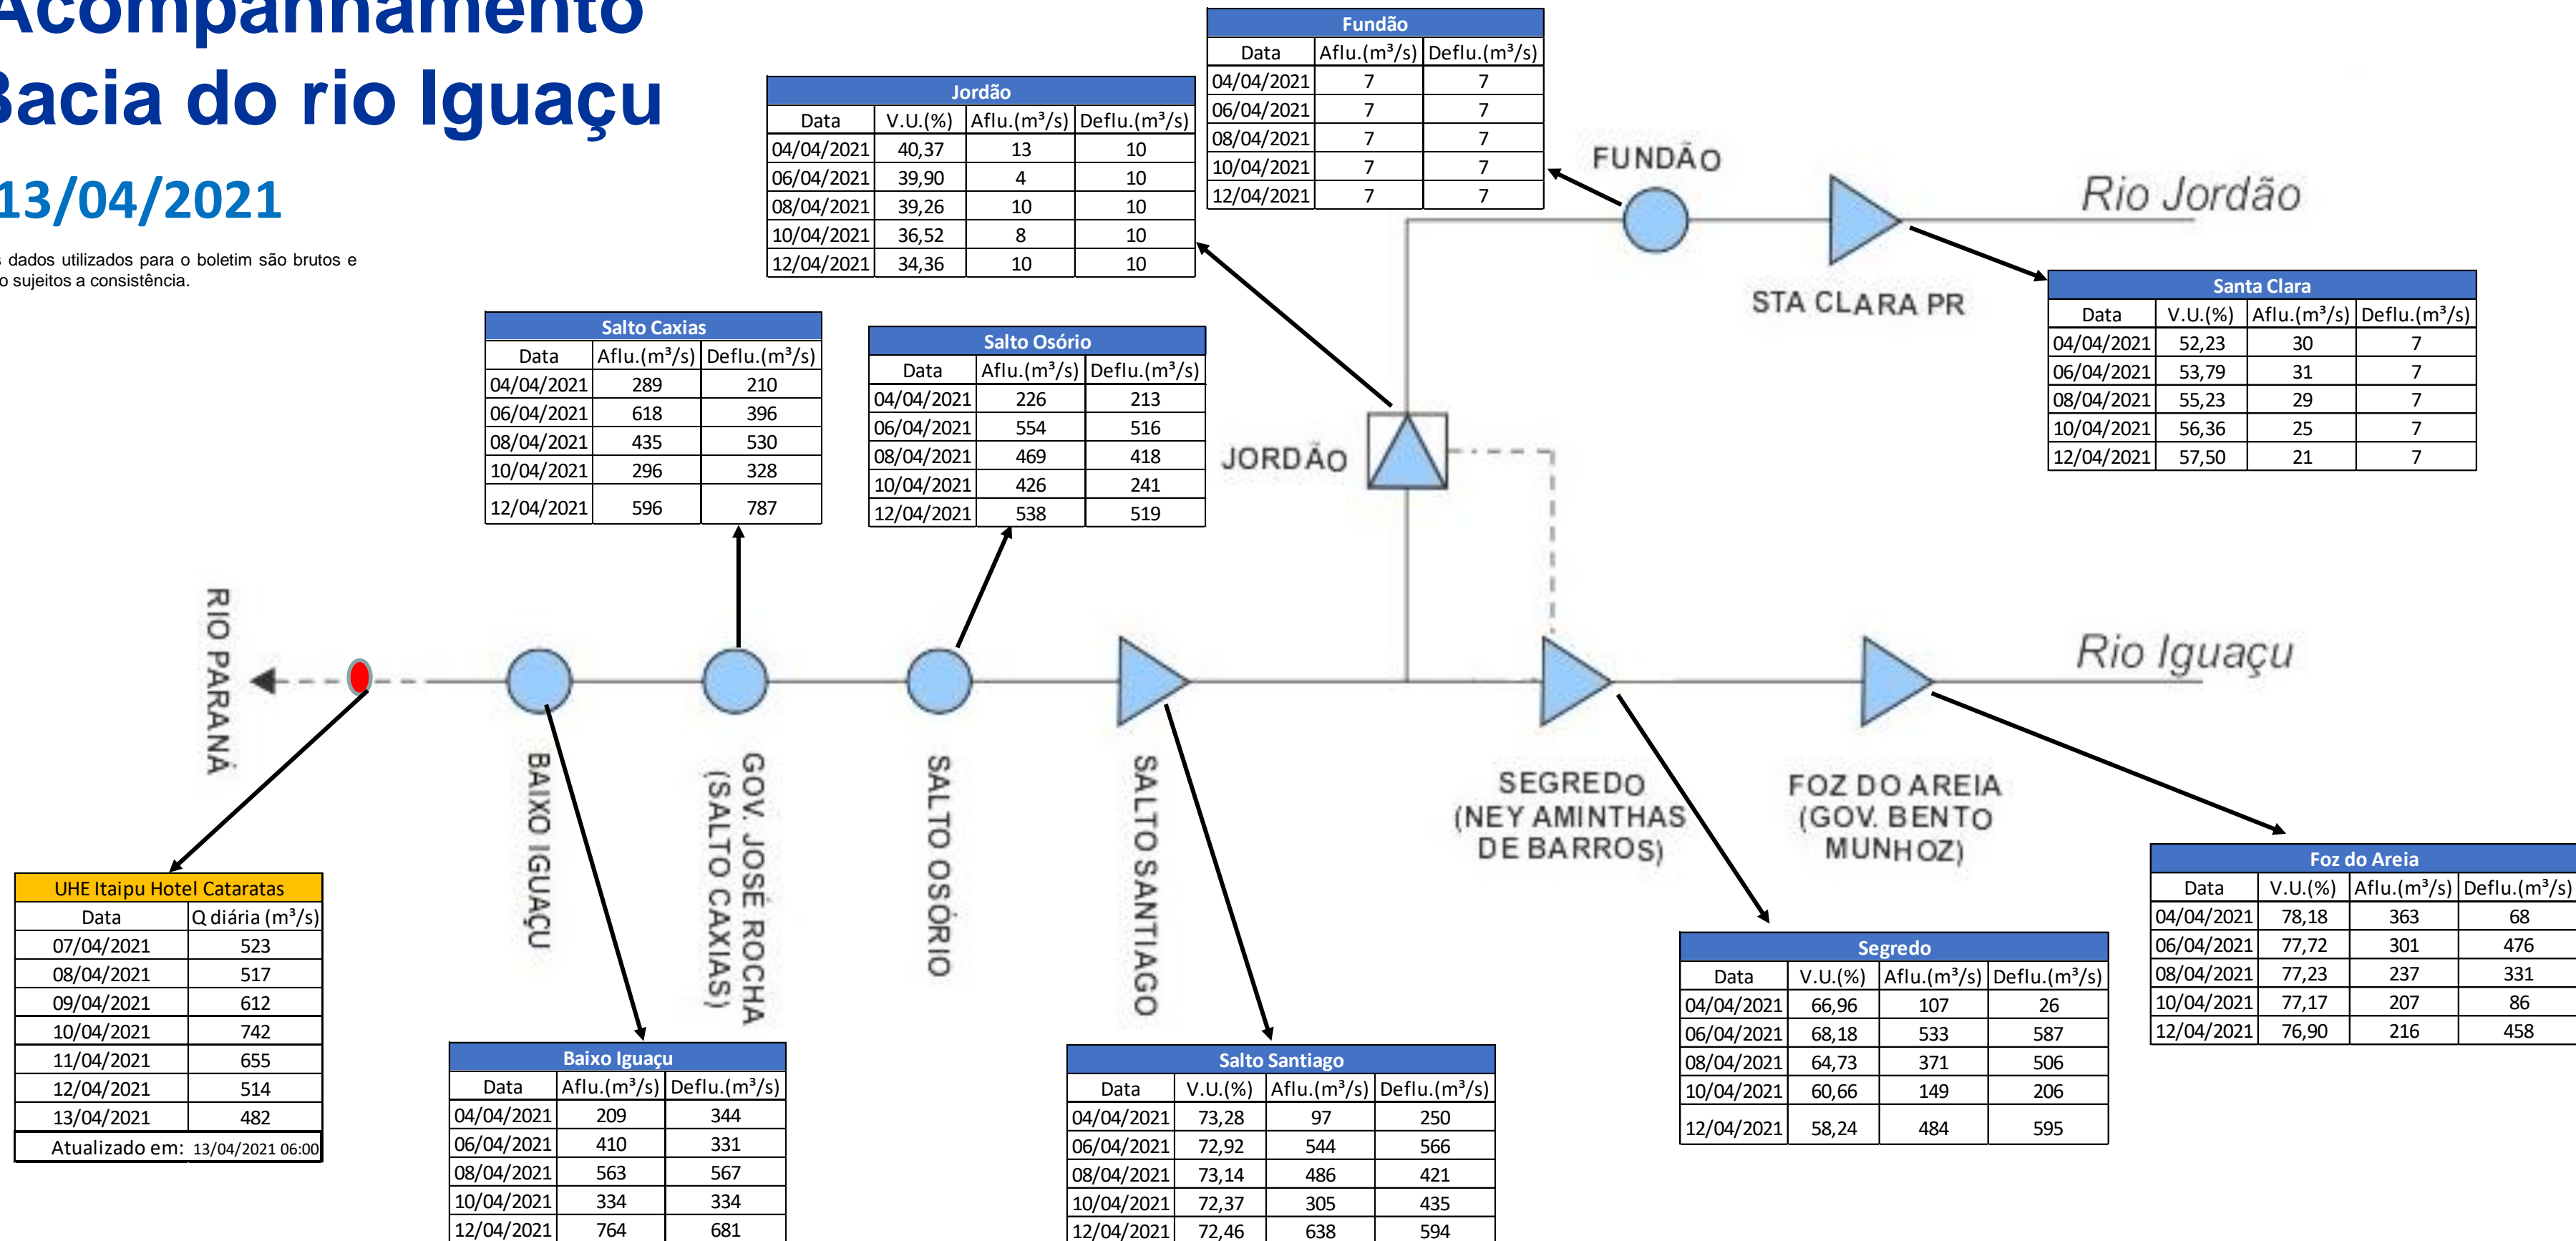 Acompanhamento
Bacia do rio Iguaçu
13/04/2021
s dados utilizados para o boletim são brutos e
o sujeitos a consistência.
Fundão
Data Aflu.(m³/s) Deflu.(m³/s)
04/04/2021 7 7
06/04/2021 7 7
08/04/2021 7 7
10/04/2021 7 7
12/04/2021 7 7
Jordão
Data V.U.(%) Aflu.(m³/s) Deflu.(m³/s)
04/04/2021 40,37 13 10
06/04/2021 39,90 4 10
08/04/2021 39,26 10 10
10/04/2021 36,52 8 10
12/04/2021 34,36 10 10
FUNDÃO
Rio Jordão
STA CLARA PR
Santa Clara
Data V.U.(%) Aflu.(m³/s) Deflu.(m³/s)
04/04/2021 52,23 30 7
06/04/2021 53,79 31 7
08/04/2021 55,23 29 7
10/04/2021 56,36 25 7
12/04/2021 57,50 21 7
Salto Caxias
Data Aflu.(m³/s) Deflu.(m³/s)
04/04/2021 289 210
06/04/2021 618 396
08/04/2021 435 530
10/04/2021 296 328
12/04/2021 596 787
Salto Osório
Data Aflu.(m³/s) Deflu.(m³/s)
04/04/2021 226 213
06/04/2021 554 516
08/04/2021 469 418
10/04/2021 426 241
12/04/2021 538 519
JORDÃO
RIO PARANÁ
Rio Iguaçu
BAIXO IGUAÇU
GOV. JOSÉ ROCHA
(SALTO CAXIAS)
SALTO OSÓRIO
SALTO SANTIAGO
SEGREDO
(NEY AMINTHAS
DE BARROS)
FOZ DO AREIA
(GOV. BENTO
MUNHOZ)
UHE Itaipu Hotel Cataratas
Data Q diária (m³/s)
07/04/2021 523
08/04/2021 517
09/04/2021 612
10/04/2021 742
11/04/2021 655
12/04/2021 514
13/04/2021 482
Atualizado em: 13/04/2021 06:00
Baixo Iguaçu
Data Aflu.(m³/s) Deflu.(m³/s)
04/04/2021 209 344
06/04/2021 410 331
08/04/2021 563 567
10/04/2021 334 334
12/04/2021 764 681
Salto Santiago
Data V.U.(%) Aflu.(m³/s) Deflu.(m³/s)
04/04/2021 73,28 97 250
06/04/2021 72,92 544 566
08/04/2021 73,14 486 421
10/04/2021 72,37 305 435
12/04/2021 72,46 638 594
Segredo
Data V.U.(%) Aflu.(m³/s) Deflu.(m³/s)
04/04/2021 66,96 107 26
06/04/2021 68,18 533 587
08/04/2021 64,73 371 506
10/04/2021 60,66 149 206
12/04/2021 58,24 484 595
Foz do Areia
Data V.U.(%) Aflu.(m³/s) Deflu.(m³/s)
04/04/2021 78,18 363 68
06/04/2021 77,72 301 476
08/04/2021 77,23 237 331
10/04/2021 77,17 207 86
12/04/2021 76,90 216 458